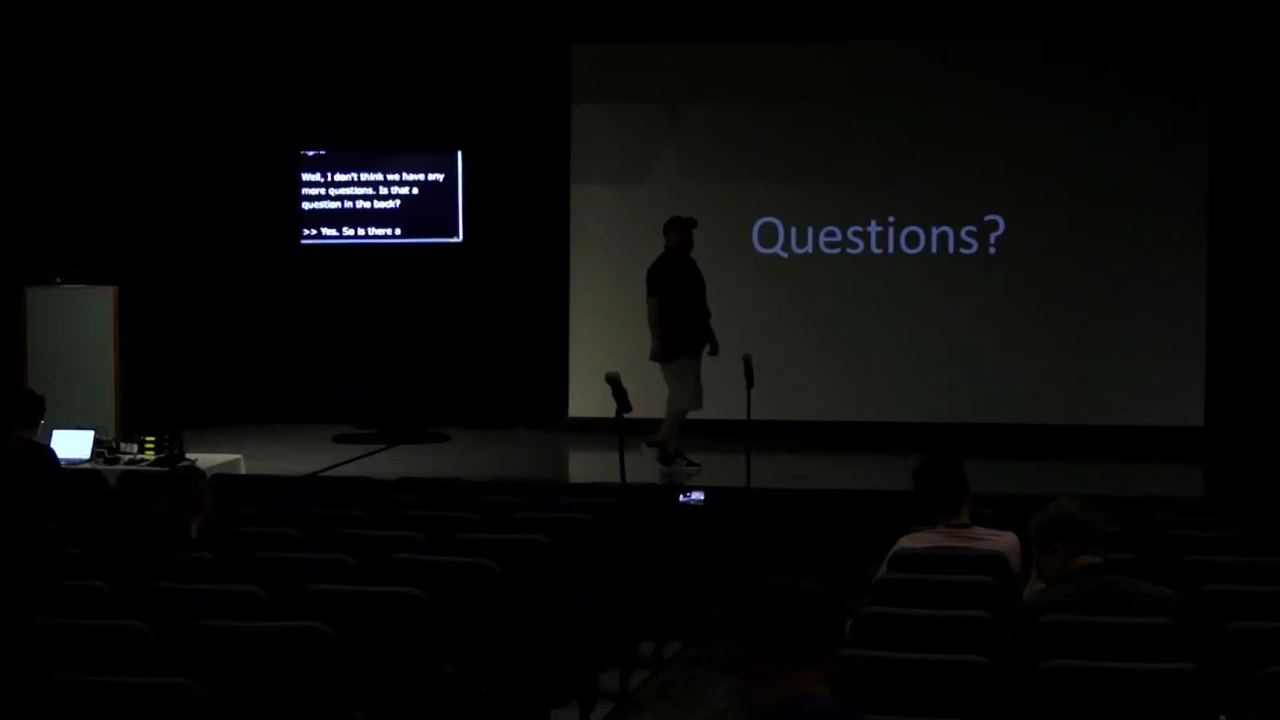 Well, I don't think we have any
more questions. Is that a
question in the back?
>> Yes. So is there a
Questions?